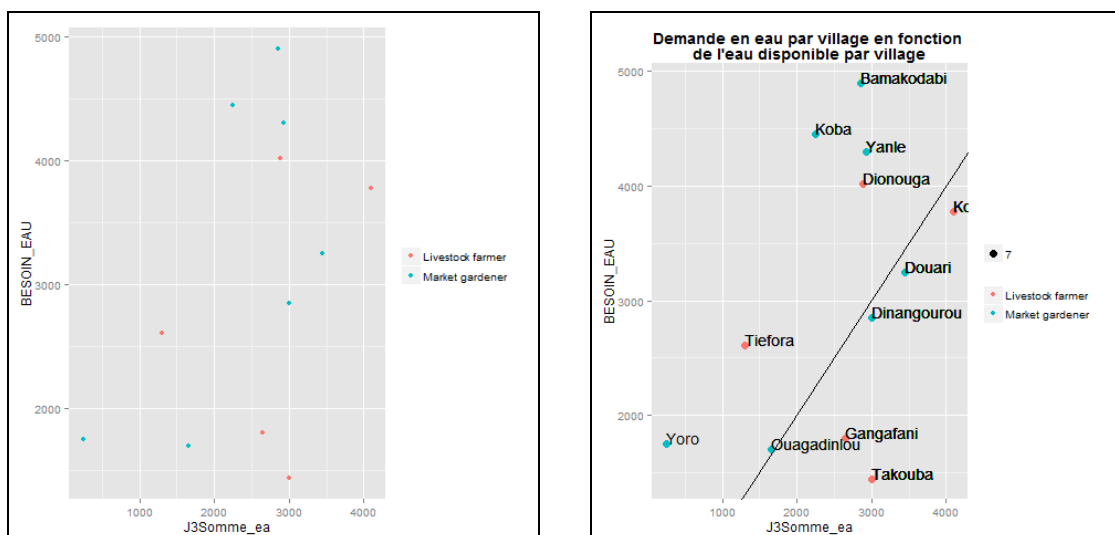 5000
4000
3000
2000
BESOIN_EAU
1000
2000
3000
4000
J3Somme_ea
Livestock farmer
Market gardener
Demande en eau par village en fonction
de l'eau disponible par village
5000
4000
3000
2000
BESOIN_EAU
Bamakodabi
Koba
Yanle
Dionouga
Ko
Douari
Dinangourou
Tiefora
Gangafani
Yoro
Ouagadinlou
Takouba
1000
2000
3000
4000
J3Somme_ea
7
Livestock farmer
Market gardener